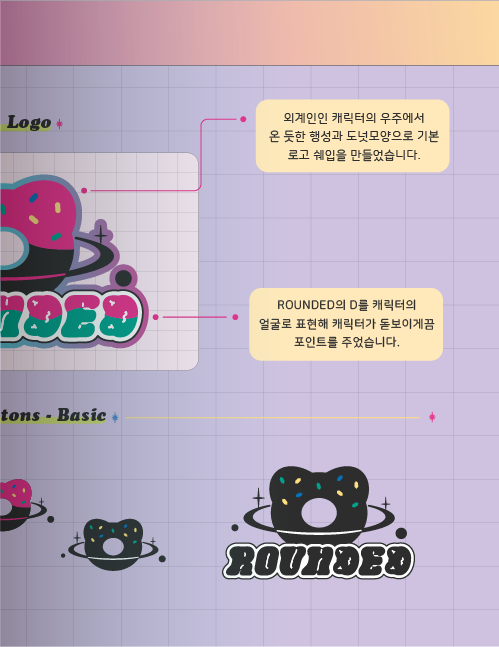 Logo
외계인인 캐릭터의 우주에서
온 듯한 행성과 도넛모양으로 기본
로고 쉐입을 만들었습니다.
ROUNDED의 D를 캐릭터의
얼굴로 표현해 캐릭터가 돋보이게끔
포인트를 주었습니다.
NDED
tons - Basic
ROUNDED